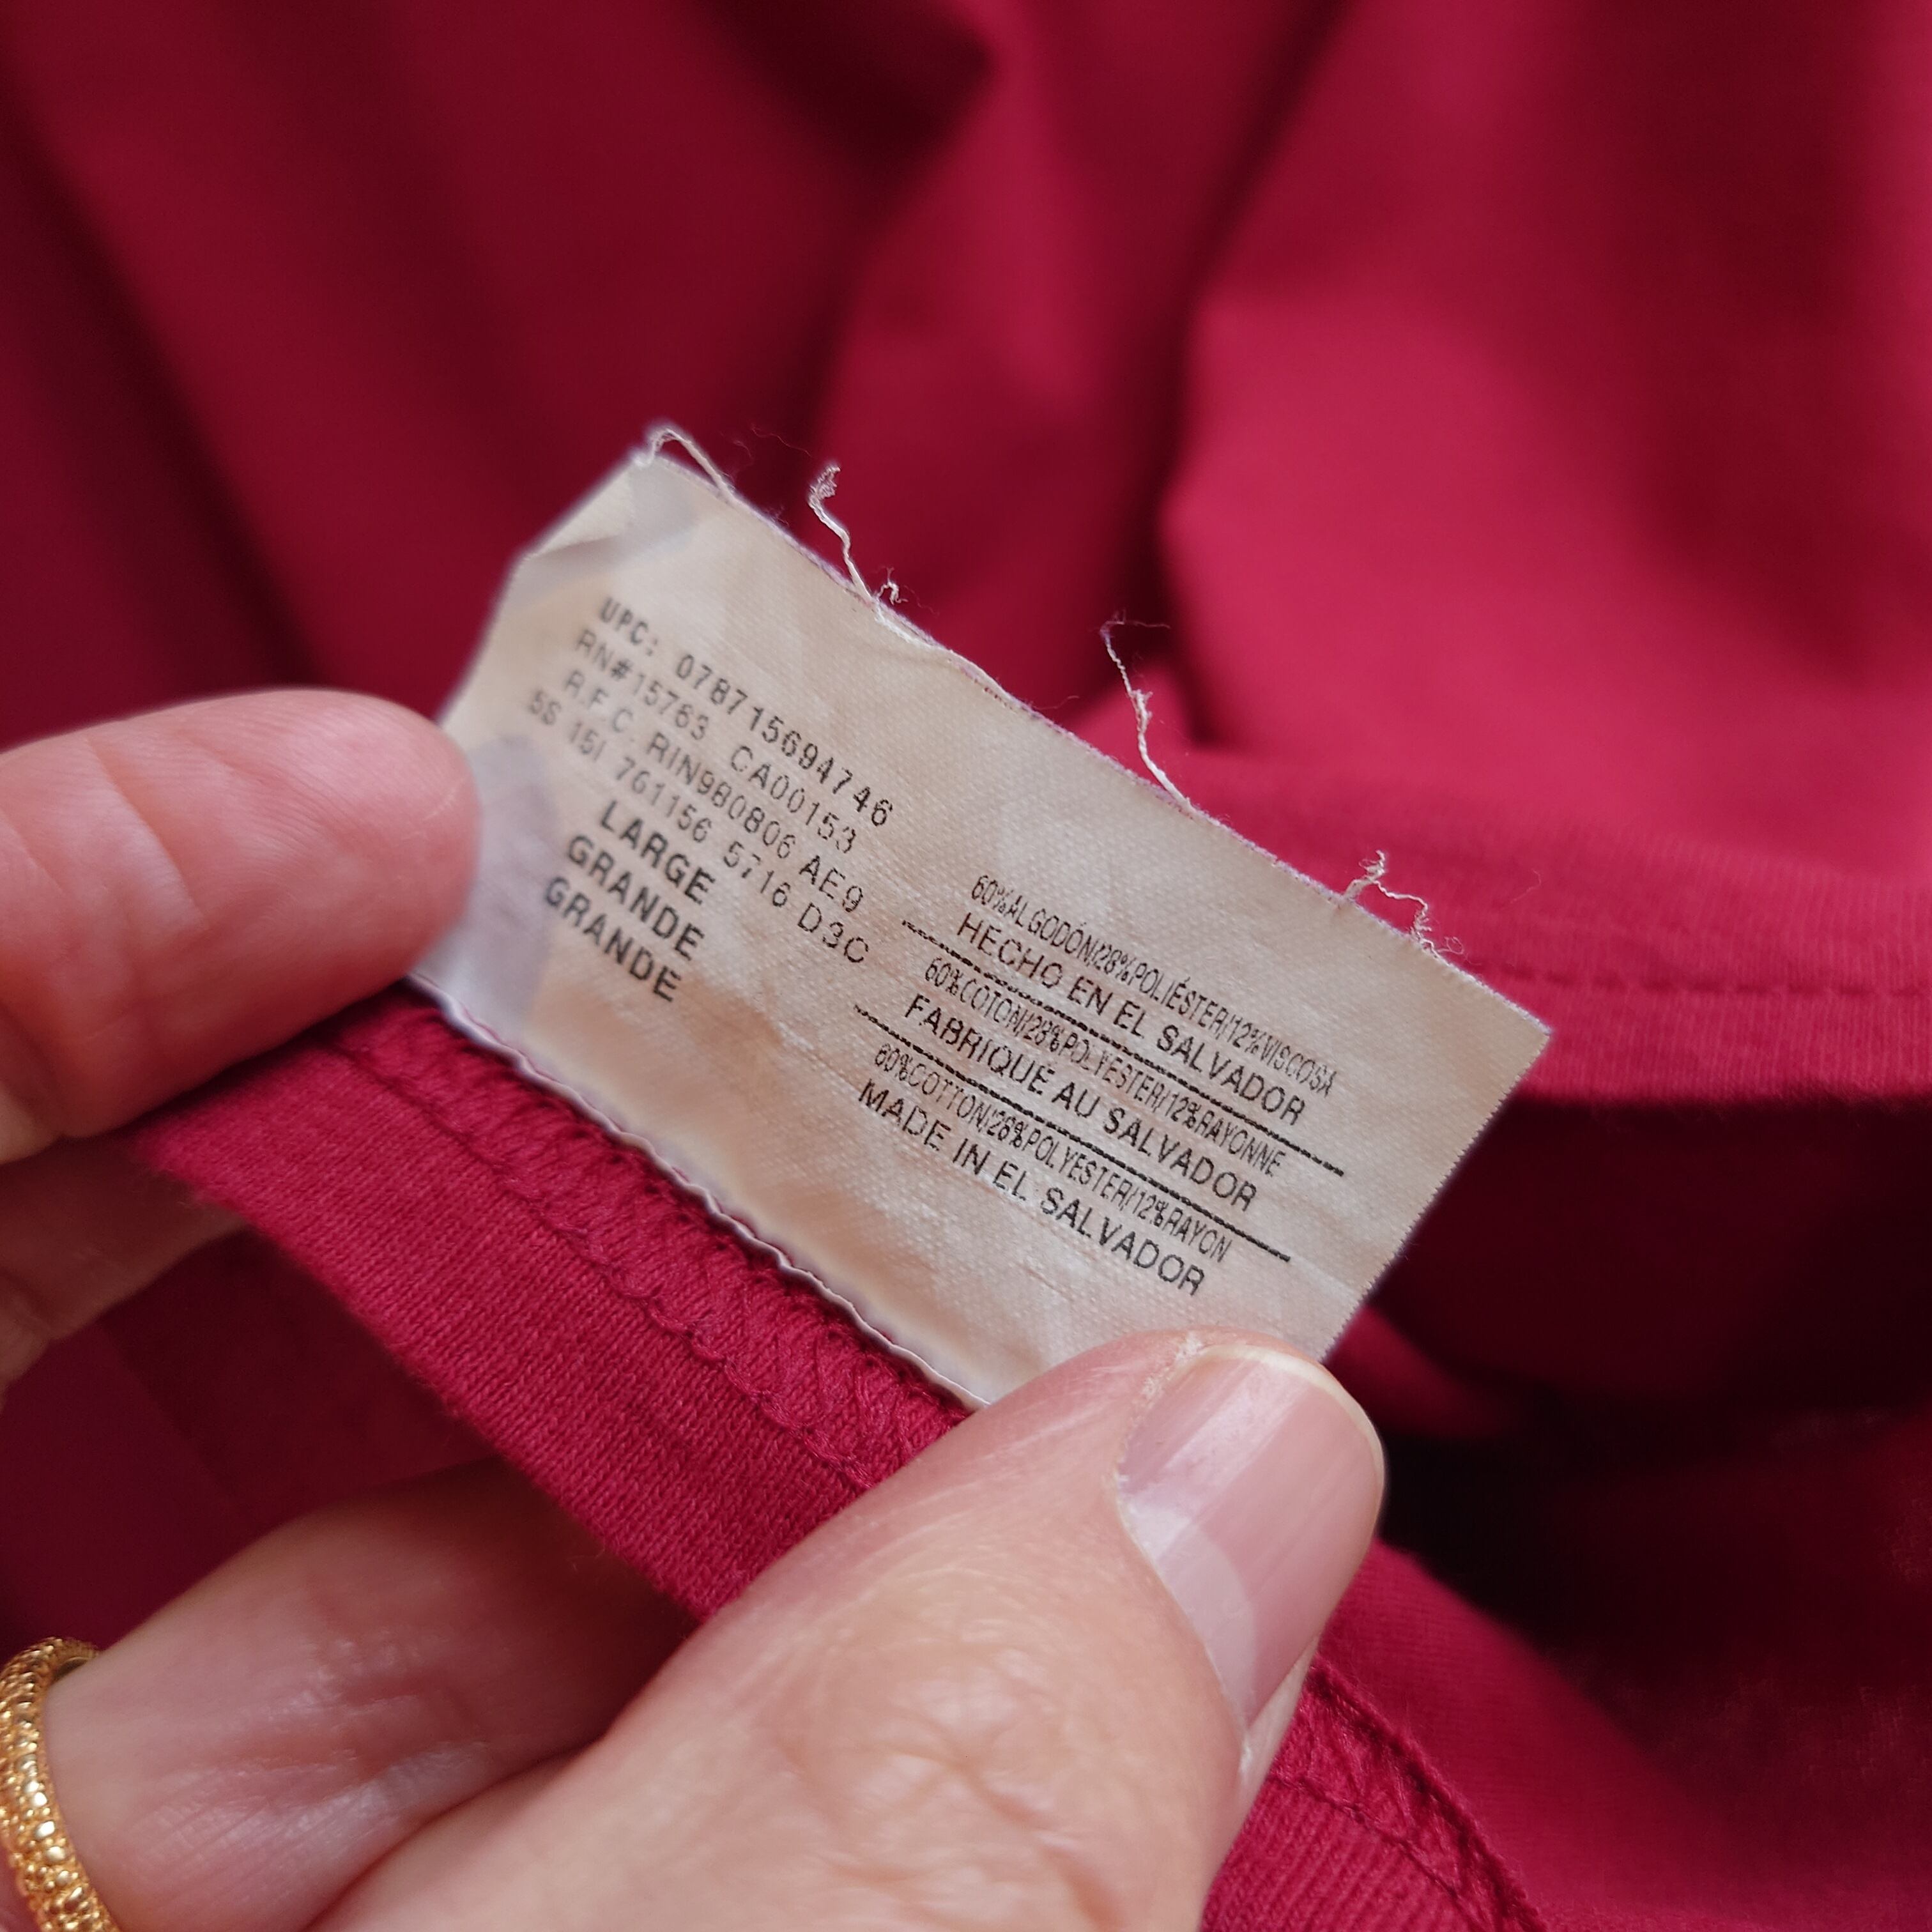 UPC: 078715694746
RN#15763 CA00153
R.F.C. RIN980806 AE9
5S 15I 761156 5716 D3C
LARGE
GRANDE
GRANDE
60%ALGODÓN/28%POLIÉSTER/12%VISCOSA
HECHO EN EL SALVADOR
60%COTON/28%POLYESTER/12%RAYONNE
FABRIQUE AU SALVADOR
60%COTTON/28%POLYESTER/12%RAYON
MADE IN EL SALVADOR